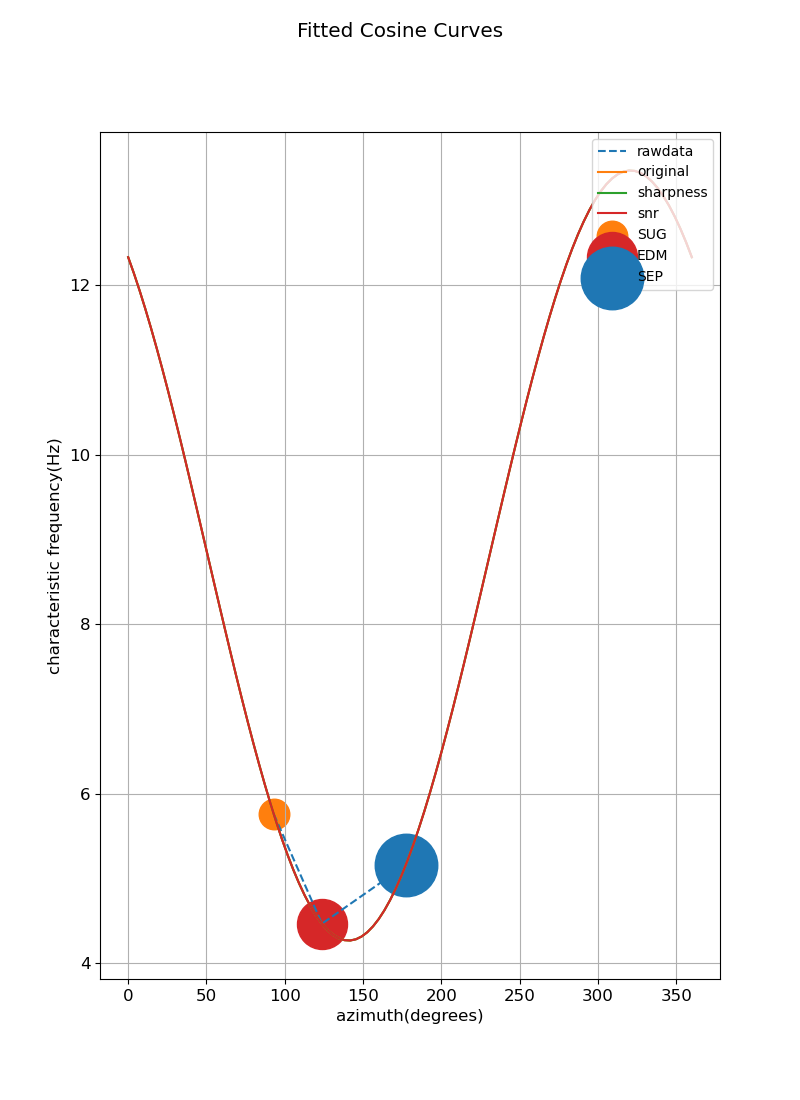 Fitted Cosine Curves
rawdata
original
sharpness
snr
SUG
EDM
SEP
12
10
8
6
4
characteristic frequency(Hz)
0 50 100 150 200 250 300 350
azimuth(degrees)